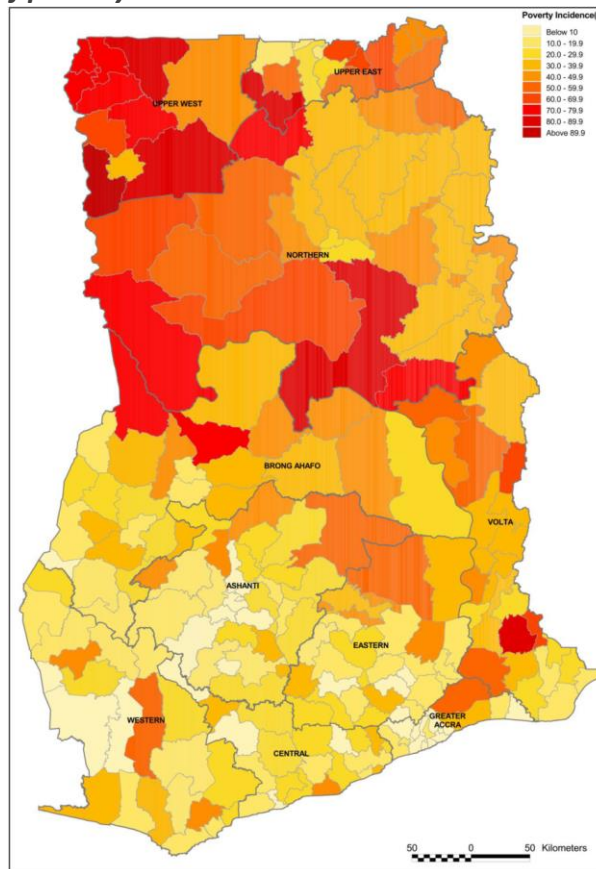 Poverty Incidence(
Below 10
10.0 - 19.9
20.0 - 29.9
30.0 - 39.9
40.0 - 49.9
50.0 - 59.9
60.0 - 69.9
70.0 - 79.9
80.0 - 89.9
Above 89.9
UPPER EAST
UPPER WEST
NORTHERN
BRONG AHAFO
VOLTA
ASHANTI
EASTERN
WESTERN
GREATER
ACCRA
CENTRAL
50 0 50 Kilometers